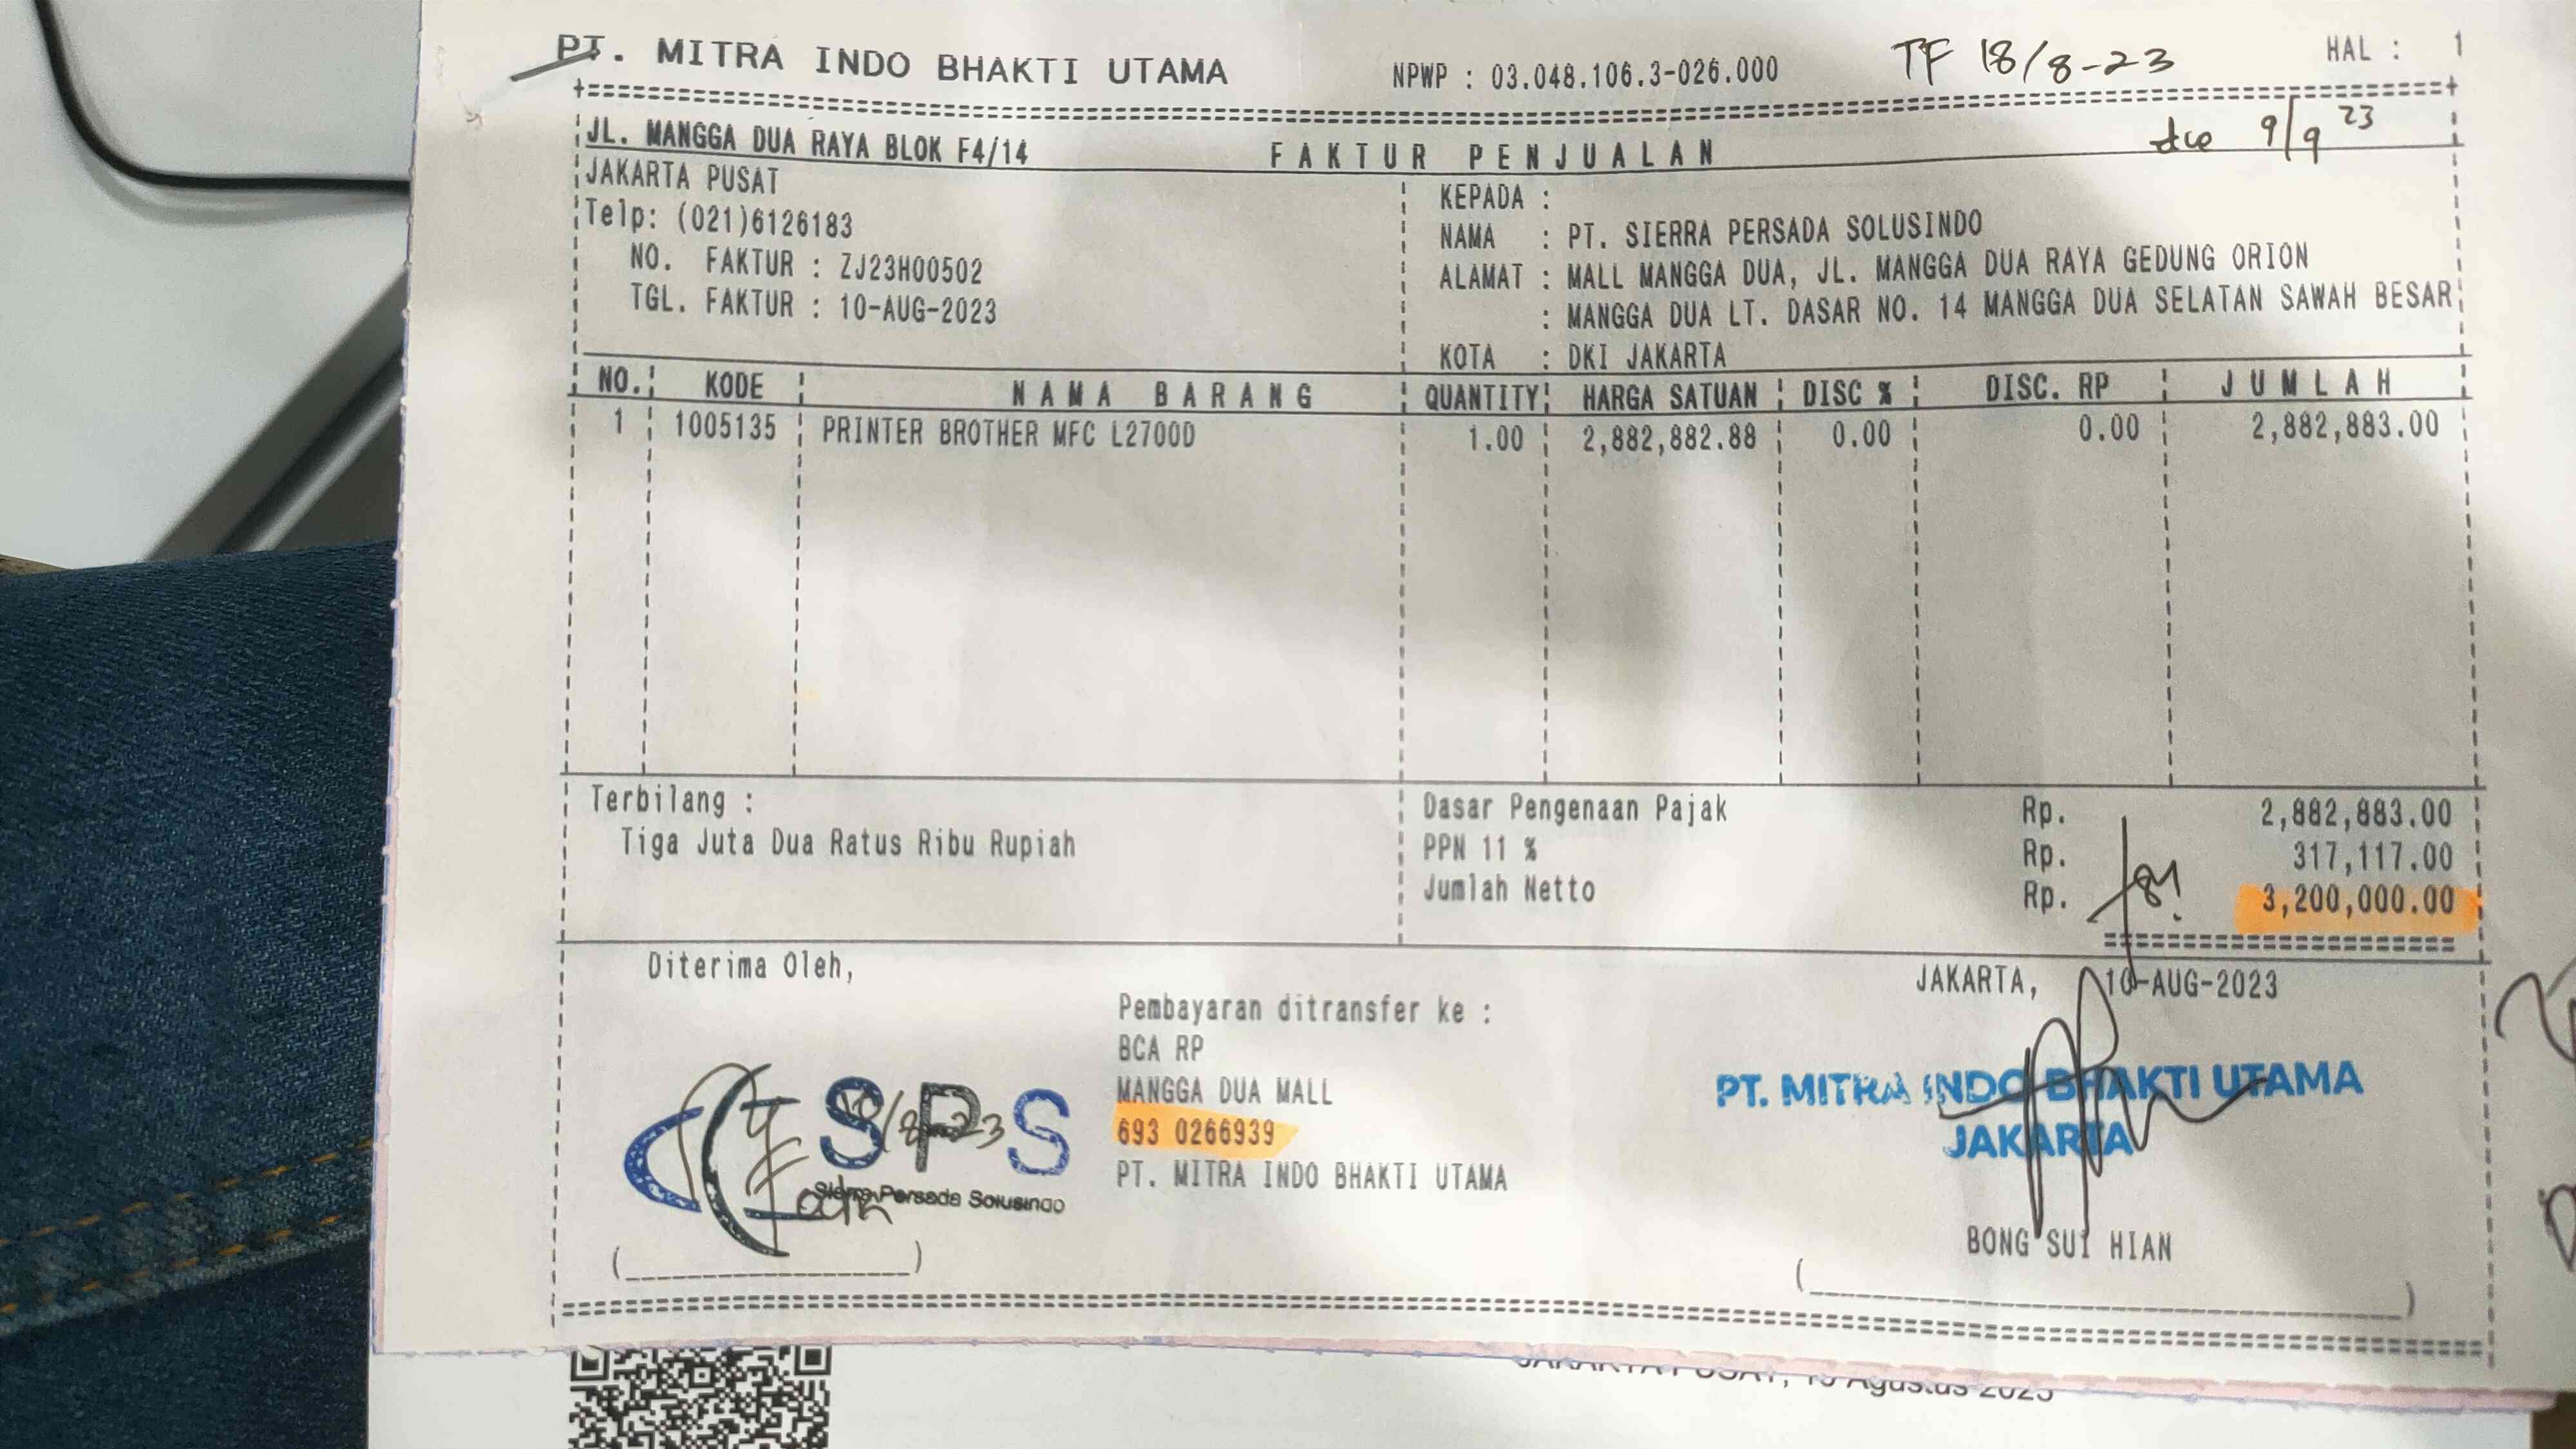 PT. MITRA INDO BHAKTI UTAMA
NPWP : 03.048.106.3-026.000
TF 18/8-23
HAL : 1
due 9/9 23
JL. MANGGA DUA RAYA BLOK F4/14
FAKTUR PENJUALAN
JAKARTA PUSAT
Telp: (021)6126183
NO. FAKTUR : ZJ23H00502
TGL. FAKTUR : 10-AUG-2023
KEPADA :
NAMA : PT. SIERRA PERSADA SOLUSINDO
ALAMAT : MALL MANGGA DUA, JL. MANGGA DUA RAYA GEDUNG ORION
: MANGGA DUA LT. DASAR NO. 14 MANGGA DUA SELATAN SAWAH BESAR
KOTA : DKI JAKARTA
NO. KODE NAMA BARANG QUANTITY HARGA SATUAN DISC % DISC. RP JUMLAH
1 1005135 PRINTER BROTHER MFC L2700D 1.00 2,882,882.88 0.00 0.00 2,882,883.00
Terbilang :
Tiga Juta Dua Ratus Ribu Rupiah
Dasar Pengenaan Pajak Rp. 2,882,883.00
PPN 11 % Rp. 317,117.00
Jumlah Netto Rp. 3,200,000.00
Diterima Oleh,
JAKARTA, 10-AUG-2023
Pembayaran ditransfer ke :
BCA RP
MANGGA DUA MALL
693 0266939
PT. MITRA INDO BHAKTI UTAMA
SPS
18/8-23
Sierra Persada Solusindo
PT. MITRA INDO BHAKTI UTAMA
JAKARTA
BONG SUI HIAN
JAKARTA PUSAT, Agustus 2023